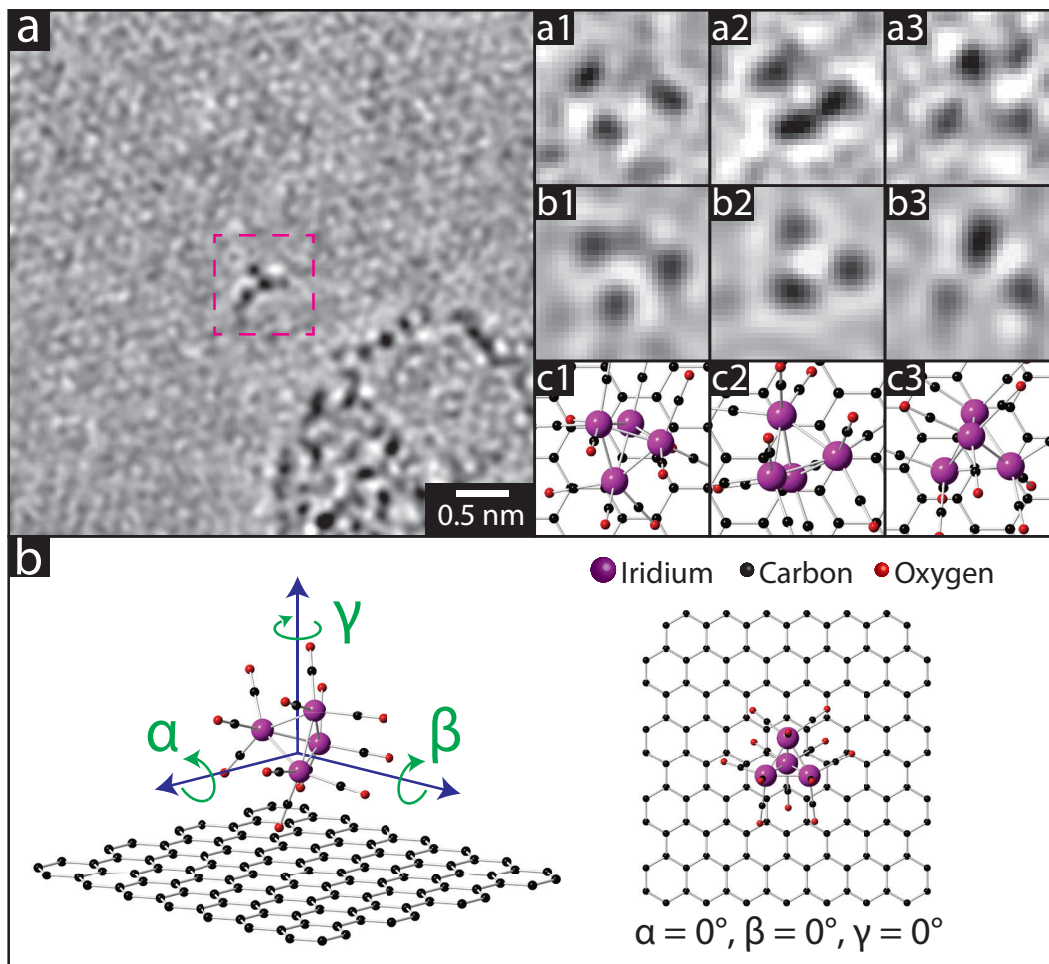 a
a1 a2 a3
b1 b2 b3
c1 c2 c3
0.5 nm
b
Iridium Carbon Oxygen
γ
α β
α = 0°, β = 0°, γ = 0°